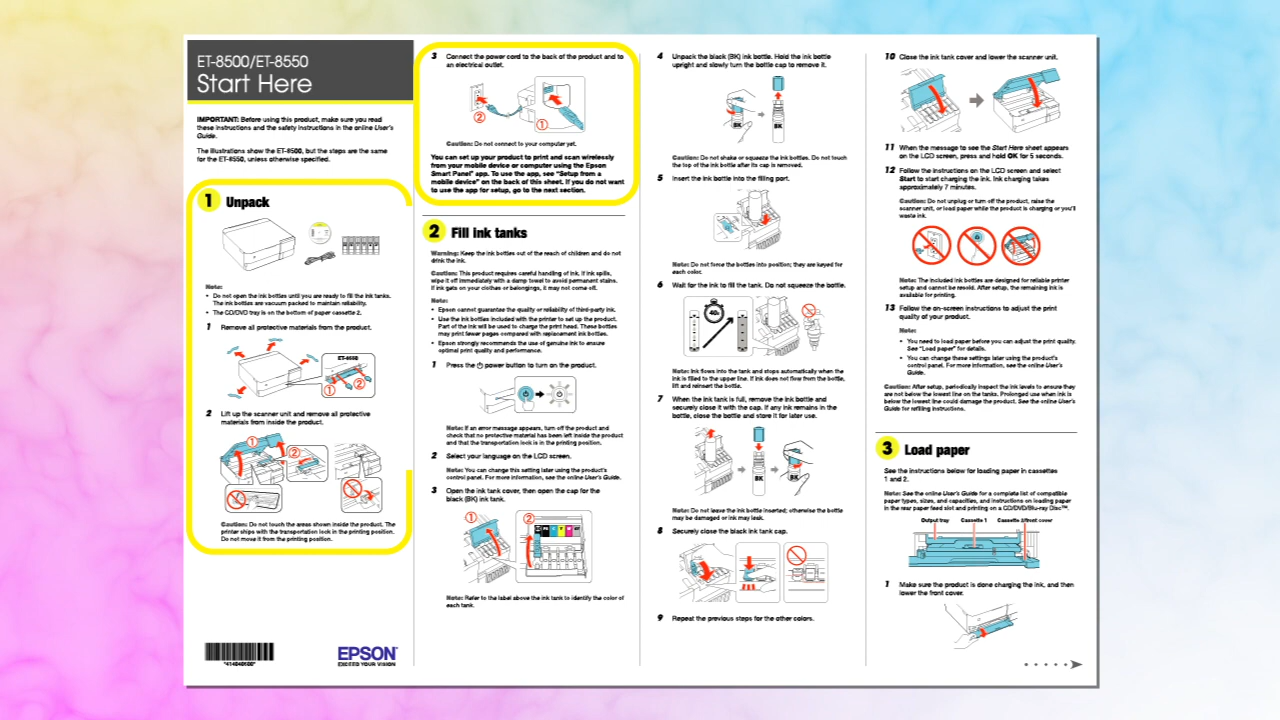 ET-8500/ET-8550
Start Here
IMPORTANT: Before using this product, make sure you read
these instructions and the safety instructions in the online User's
Guide.
The illustrations show the ET-8500, but the steps are the same
for the ET-8550, unless otherwise specified.
1 Unpack
Note:
• Do not open the ink bottles until you are ready to fill the ink tanks.
The ink bottles are vacuum packed to maintain reliability.
• The CD/DVD tray is on the bottom of paper cassette 2.
1 Remove all protective materials from the product.
ET-8550
1 2
2 Lift up the scanner unit and remove all protective
materials from inside the product.
1
2
Caution: Do not touch the areas shown inside the product. The
printer ships with the transportation lock in the printing position.
Do not move it from the printing position.
*414040500*
EPSON
EXCEED YOUR VISION
3 Connect the power cord to the back of the product and to
an electrical outlet.
2
1
Caution: Do not connect to your computer yet.
You can set up your product to print and scan wirelessly
from your mobile device or computer using the Epson
Smart Panel® app. To use the app, see "Setup from a
mobile device" on the back of this sheet. If you do not want
to use the app for setup, go to the next section.
2 Fill ink tanks
Warning: Keep the ink bottles out of the reach of children and do not
drink the ink.
Caution: This product requires careful handling of ink. If ink spills,
wipe it off immediately with a damp towel to avoid permanent stains.
If ink gets on your clothes or belongings, it may not come off.
Note:
• Epson cannot guarantee the quality or reliability of third-party ink.
• Use the ink bottles included with the printer to set up the product.
Part of the ink will be used to charge the print head. These bottles
may print fewer pages compared with replacement ink bottles.
• Epson strongly recommends the use of genuine ink to ensure
optimal print quality and performance.
1 Press the power button to turn on the product.
Note: If an error message appears, turn off the product and
check that no protective material has been left inside the product
and that the transportation lock is in the printing position.
2 Select your language on the LCD screen.
Note: You can change this setting later using the product's
control panel. For more information, see the online User's Guide.
3 Open the ink tank cover, then open the cap for the
black (BK) ink tank.
1
2
Note: Refer to the label above the ink tank to identify the color of
each tank.
4 Unpack the black (BK) ink bottle. Hold the ink bottle
upright and slowly turn the bottle cap to remove it.
BK BK
Caution: Do not shake or squeeze the ink bottles. Do not touch
the top of the ink bottle after its cap is removed.
5 Insert the ink bottle into the filling port.
Note: Do not force the bottles into position; they are keyed for
each color.
6 Wait for the ink to fill the tank. Do not squeeze the bottle.
40s
Note: Ink flows into the tank and stops automatically when the
ink is filled to the upper line. If ink does not flow from the bottle,
lift and reinsert the bottle.
7 When the ink tank is full, remove the ink bottle and
securely close it with the cap. If any ink remains in the
bottle, close the bottle and store it for later use.
BK BK
Note: Do not leave the ink bottle inserted; otherwise the bottle
may be damaged or ink may leak.
8 Securely close the black ink tank cap.
9 Repeat the previous steps for the other colors.
10 Close the ink tank cover and lower the scanner unit.
11 When the message to see the Start Here sheet appears
on the LCD screen, press and hold OK for 5 seconds.
12 Follow the instructions on the LCD screen and select
Start to start charging the ink. Ink charging takes
approximately 7 minutes.
Caution: Do not unplug or turn off the product, raise the
scanner unit, or load paper while the product is charging or you'll
waste ink.
Note: The included ink bottles are designed for reliable printer
setup and cannot be resold. After setup, the remaining ink is
available for printing.
13 Follow the on-screen instructions to adjust the print
quality of your product.
Note:
• You need to load paper before you can adjust the print quality.
See "Load paper" for details.
• You can change these settings later using the product's
control panel. For more information, see the online User's
Guide.
Caution: After setup, periodically inspect the ink levels to ensure they
are not below the lowest line on the tanks. Prolonged use when ink is
below the lowest line could damage the product. See the online User's
Guide for refilling instructions.
3 Load paper
See the instructions below for loading paper in cassettes
1 and 2.
Note: See the online User's Guide for a complete list of compatible
paper types, sizes, and capacities, and instructions on loading paper
in the rear paper feed slot and printing on a CD/DVD/Blu-ray Disc™.
Output tray Cassette 1 Cassette 2/front cover
1 Make sure the product is done charging the ink, and then
lower the front cover.